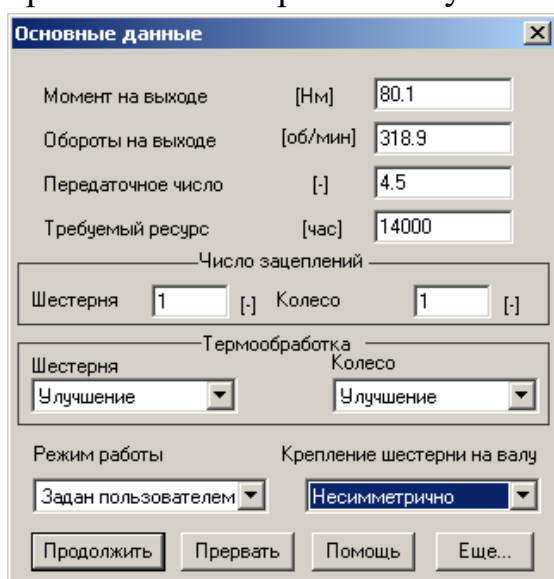 Основные данные
Момент на выходе [Нм] 80.1
Обороты на выходе [об/мин] 318.9
Передаточное число [-] 4.5
Требуемый ресурс [час] 14000
Число зацеплений
Шестерня 1 [-] Колесо 1 [-]
Термообработка
Шестерня Колесо
Улучшение Улучшение
Режим работы Крепление шестерни на валу
Задан пользователем Несимметрично
Продолжить Прервать Помощь Еще...